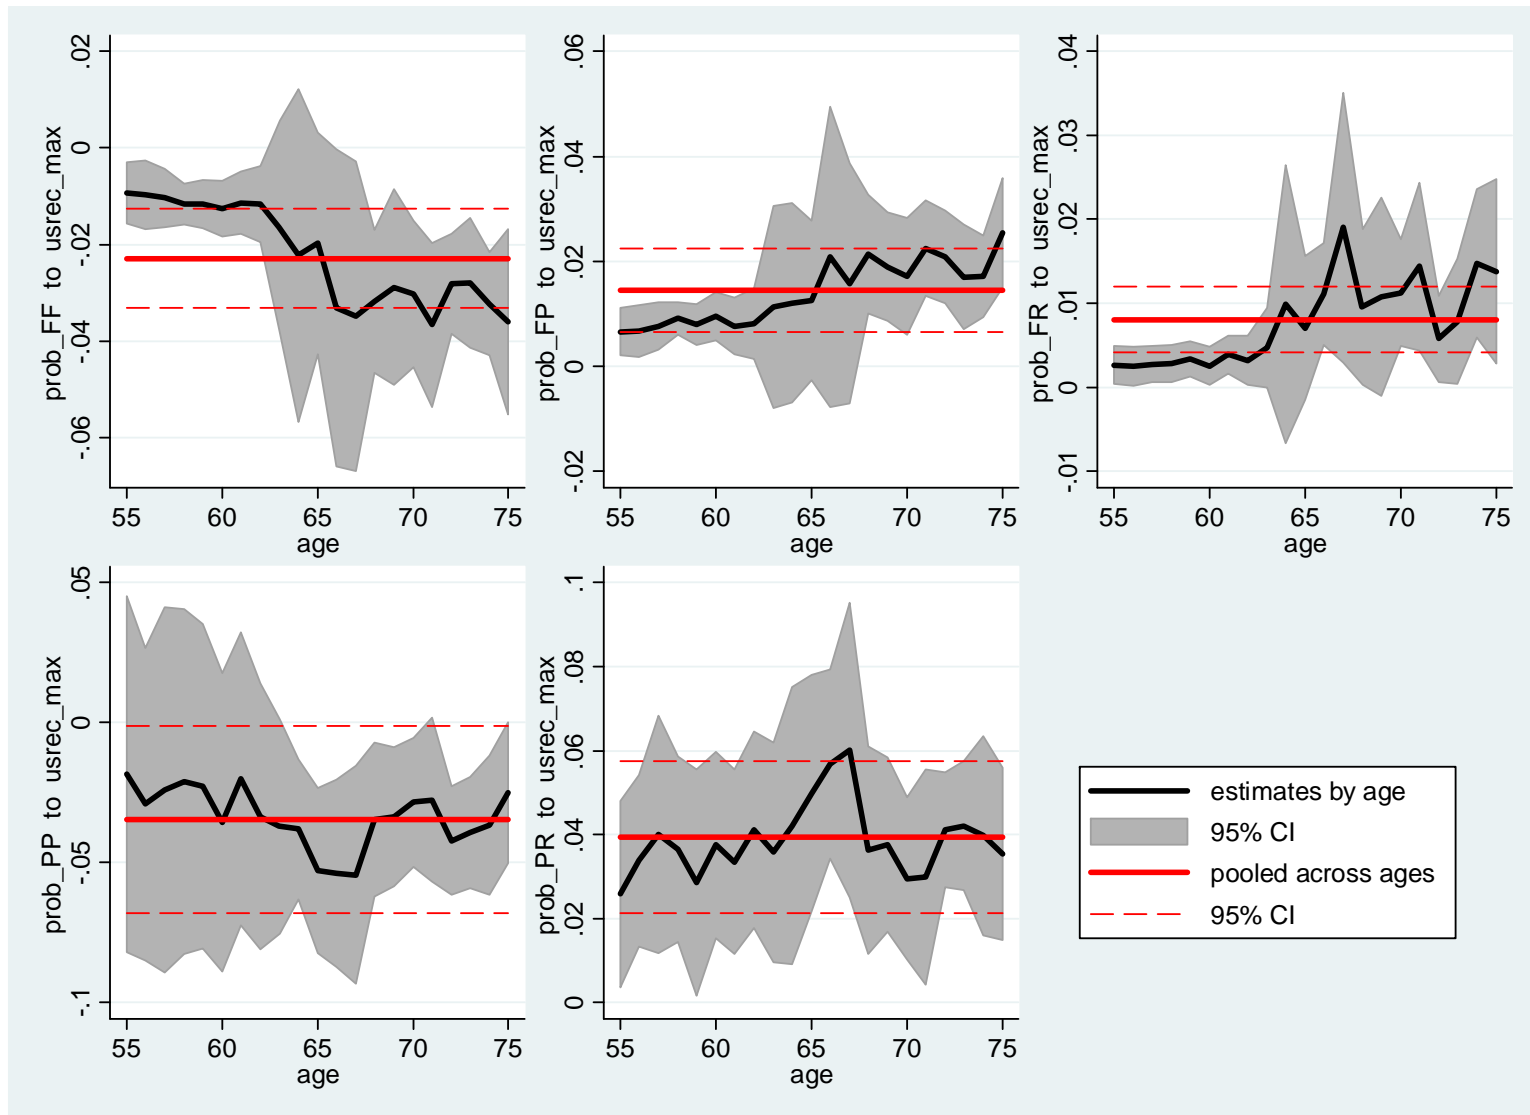 prob_FF to usrec_max
.02
0
-.02
-.04
-.06
55 60 65 70 75
age
prob_FP to usrec_max
.06
.04
.02
0
-.02
55 60 65 70 75
age
prob_FR to usrec_max
.04
.03
.02
.01
0
-.01
55 60 65 70 75
age
prob_PP to usrec_max
.05
0
-.05
-.1
55 60 65 70 75
age
prob_PR to usrec_max
.1
.08
.06
.04
.02
0
55 60 65 70 75
age
estimates by age
95% CI
pooled across ages
95% CI